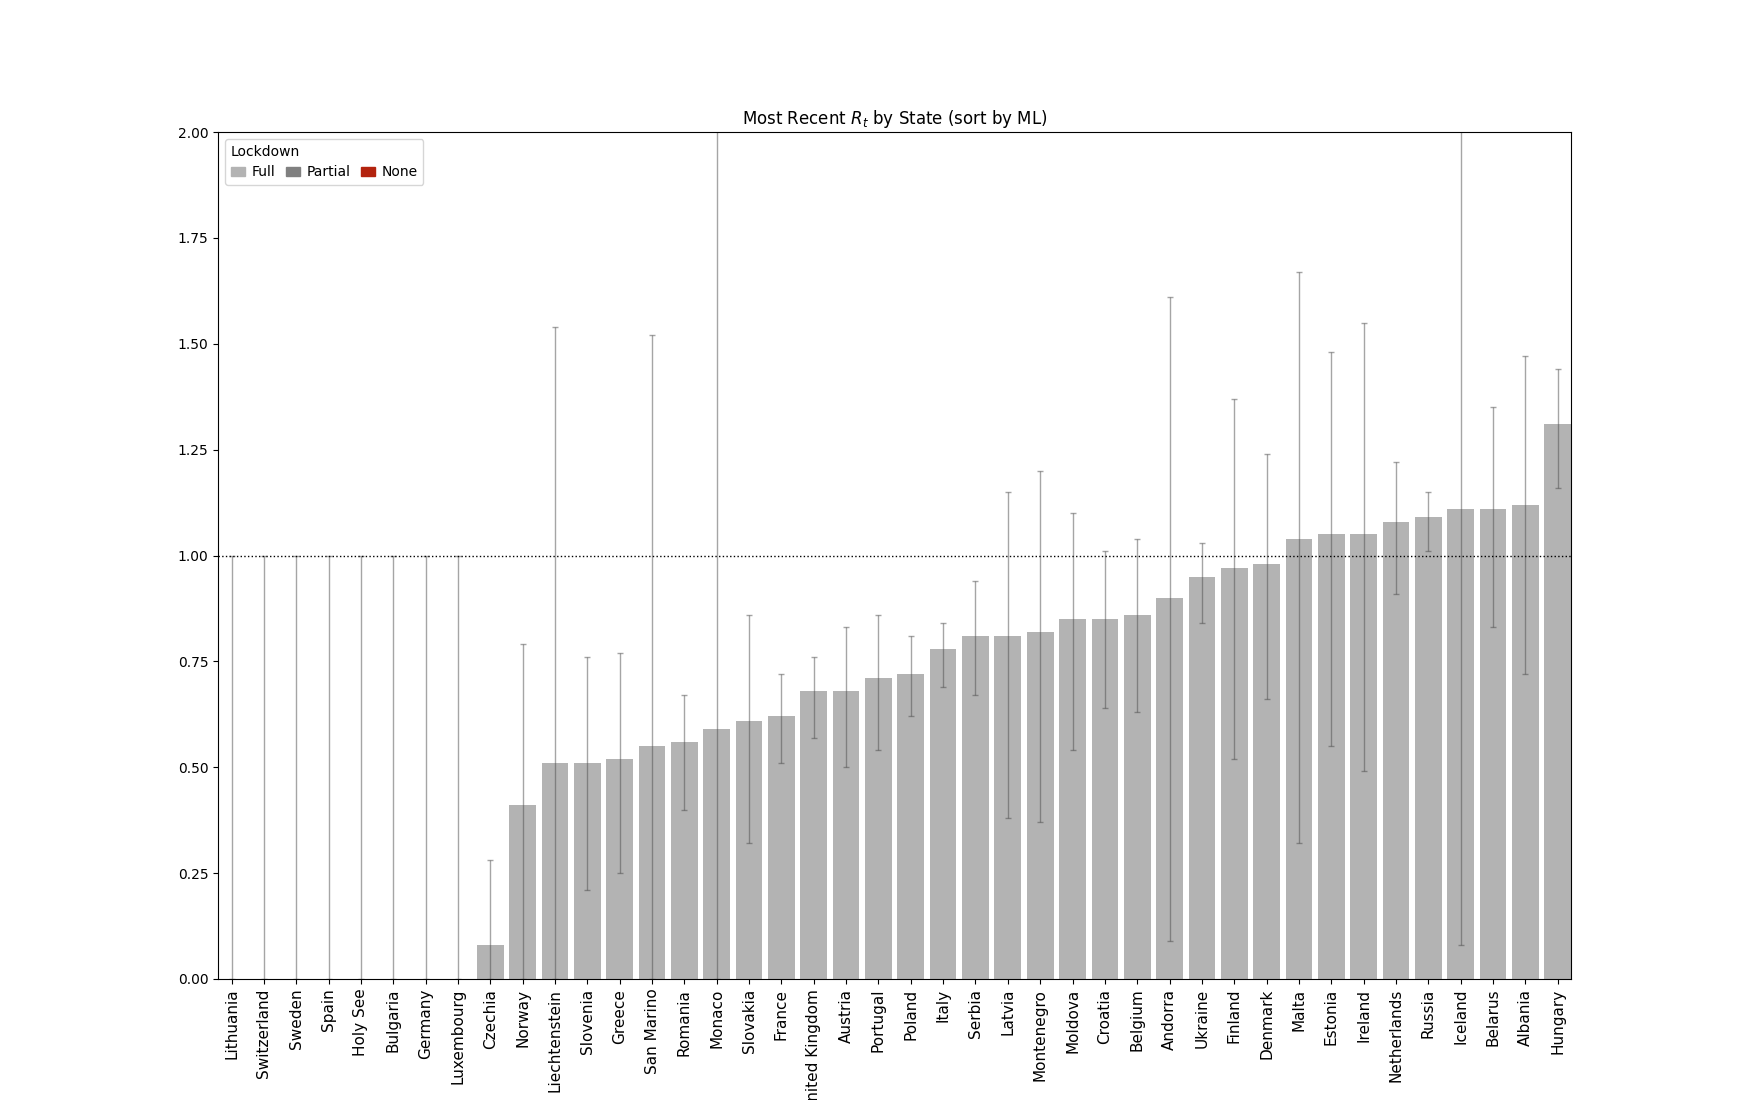 Most Recent Rt by State (sort by ML)
2.00
Lockdown
Full Partial None
1.75
1.50
1.25
1.00
0.75
0.50
0.25
0.00
Lithuania
Switzerland
Sweden
Spain
Holy See
Bulgaria
Germany
Luxembourg
Czechia
Norway
Liechtenstein
Slovenia
Greece
San Marino
Romania
Monaco
Slovakia
France
nited Kingdom
Austria
Portugal
Poland
Italy
Serbia
Latvia
Montenegro
Moldova
Croatia
Belgium
Andorra
Ukraine
Finland
Denmark
Malta
Estonia
Ireland
Netherlands
Russia
Iceland
Belarus
Albania
Hungary